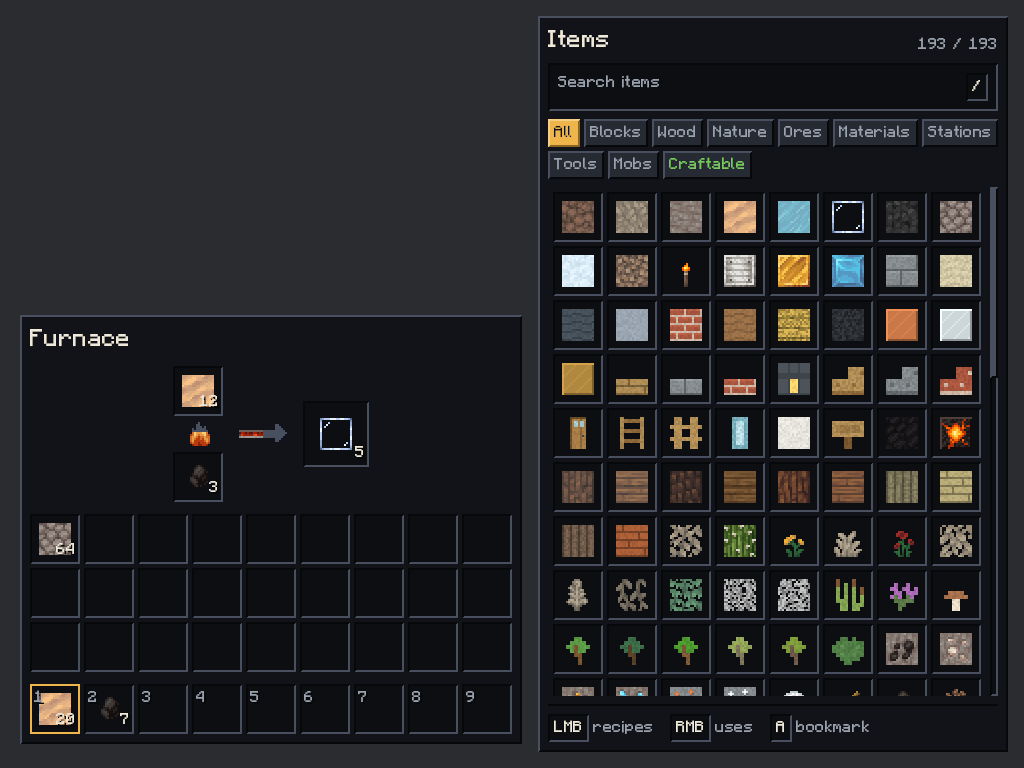 Items
193 / 193
Search items
/
All Blocks Wood Nature Ores Materials Stations
Tools Mobs Craftable
Furnace
12
5
3
64
1 2 3 4 5 6 7 8 9
20 7
LMB recipes RMB uses A bookmark